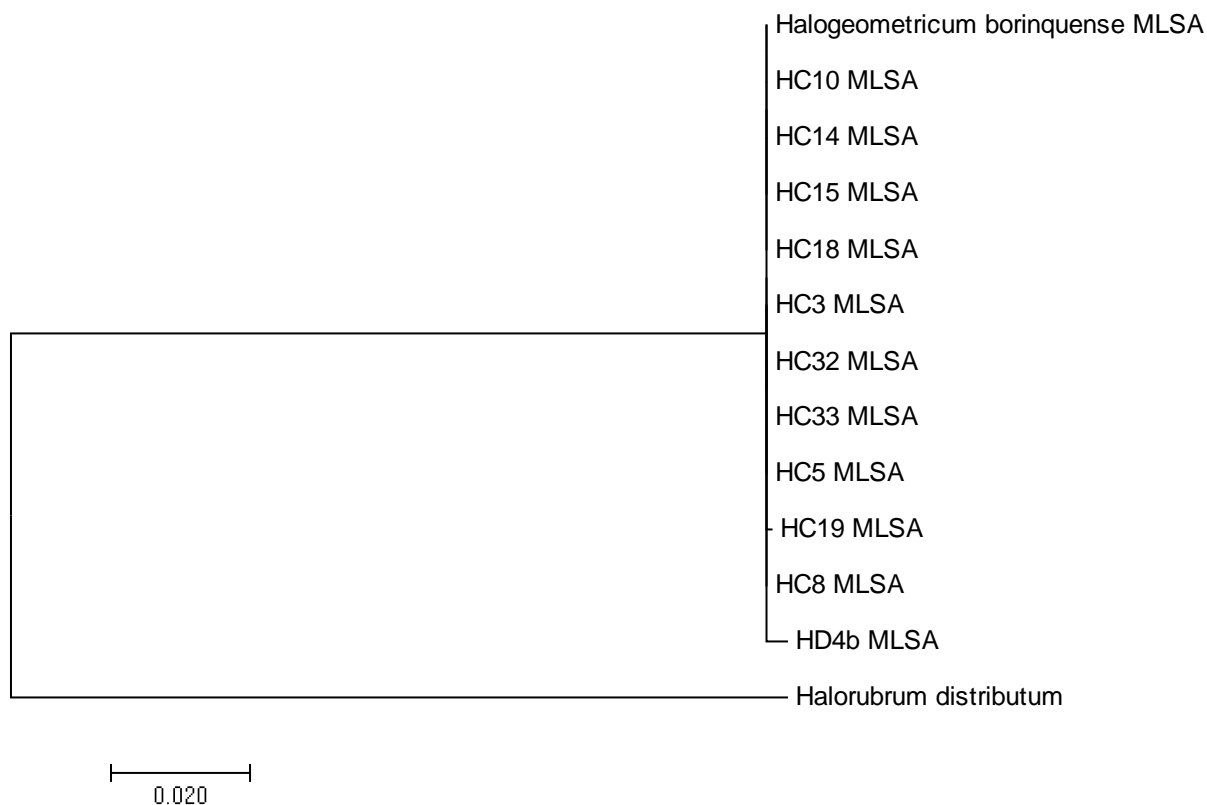 Halogeometricum borinquense MLSA
HC10 MLSA
HC14 MLSA
HC15 MLSA
HC18 MLSA
HC3 MLSA
HC32 MLSA
HC33 MLSA
HC5 MLSA
HC19 MLSA
HC8 MLSA
HD4b MLSA
Halorubrum distributum
0.020